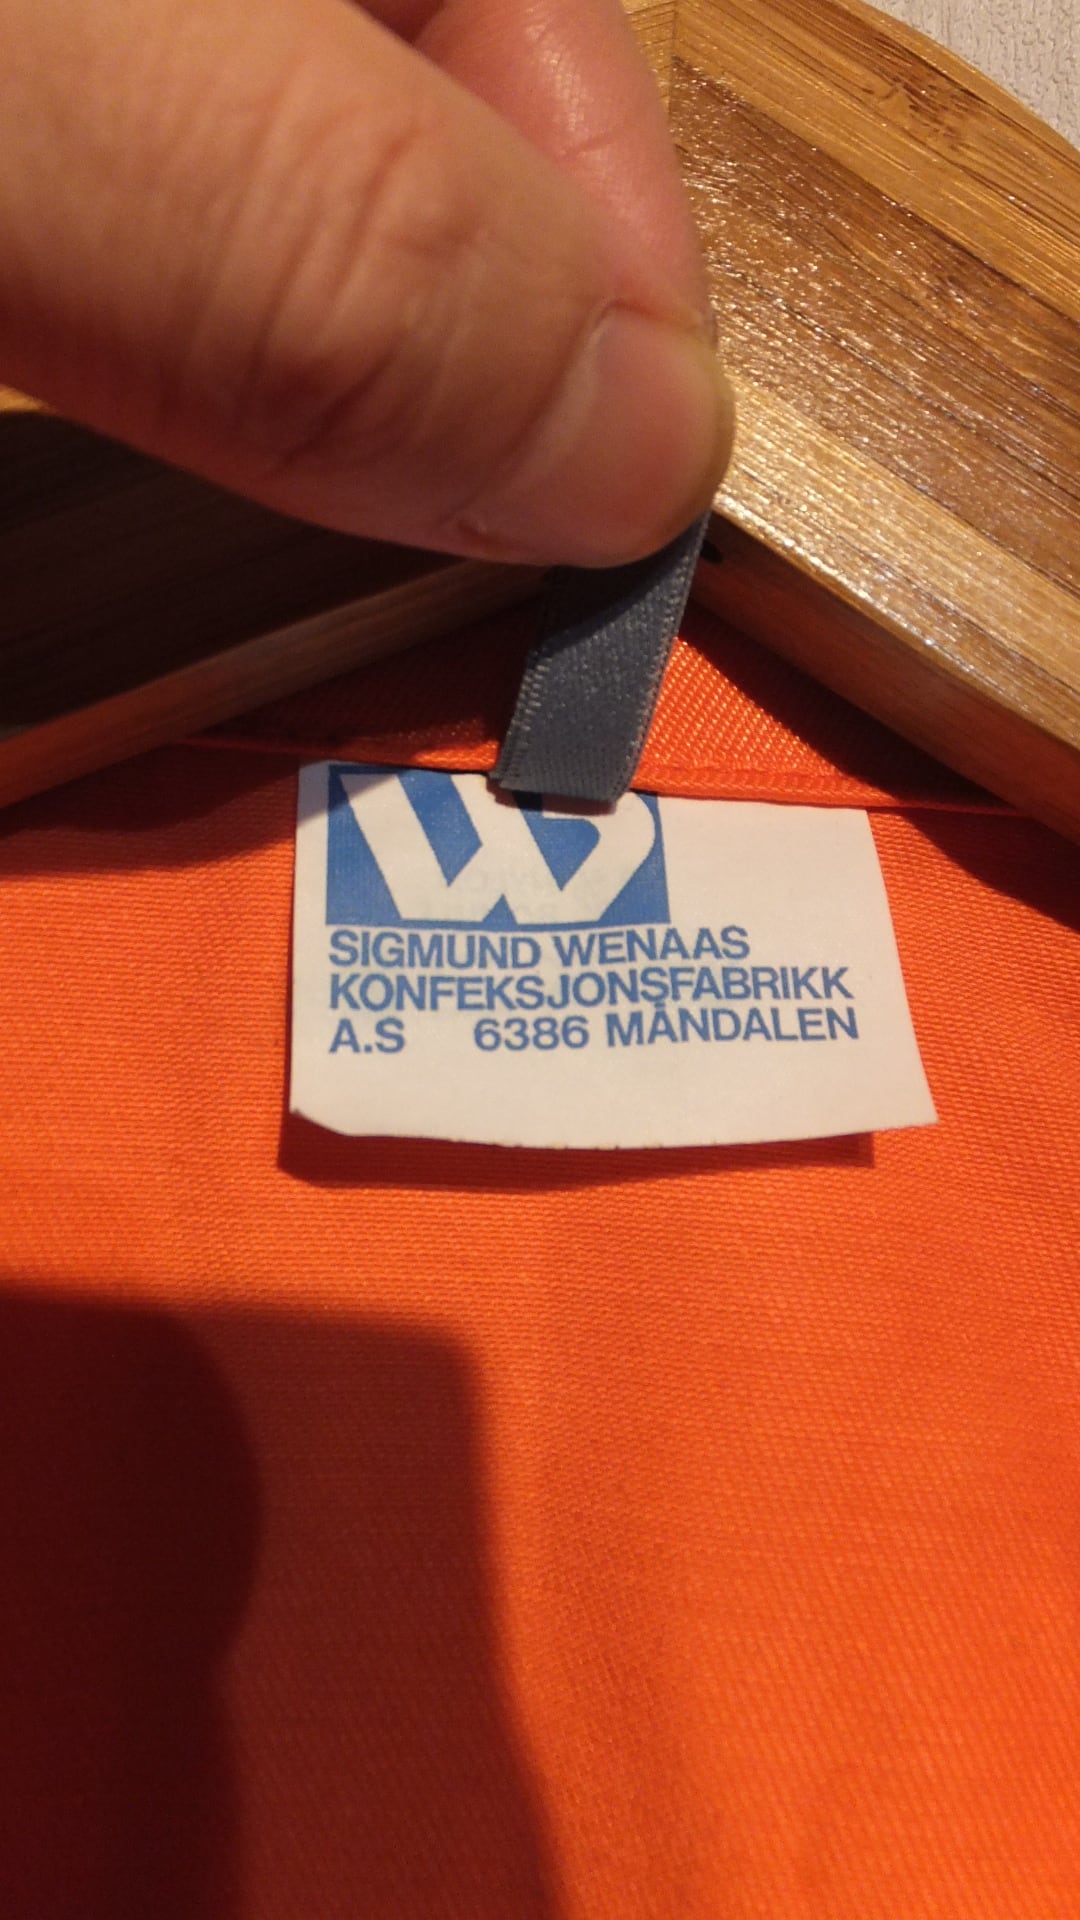 W
SIGMUND WENAAS
KONFEKSJONSFABRIKK
A.S 6386 MÅNDALEN